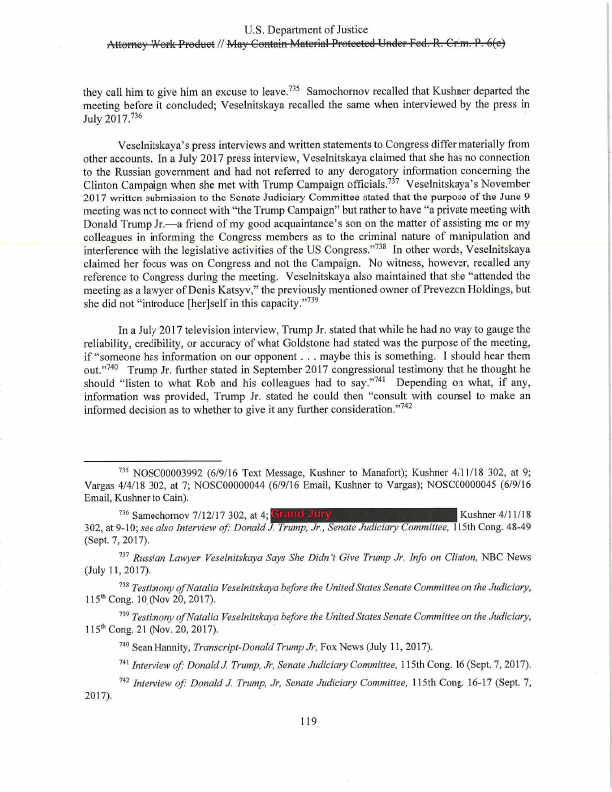 U.S. Department of Justice
Attorney Work Product // May Contain Material Protected Under Fed. R. Crim. P. 6(e)
they call him to give him an excuse to leave.735 Samochornov recalled that Kushner departed the
meeting before it concluded; Veselnitskaya recalled the same when interviewed by the press in
July 2017.736
Veselnitskaya's press interviews and written statements to Congress differ materially from
other accounts. In a July 2017 press interview, Veselnitskaya claimed that she has no connection
to the Russian government and had not referred to any derogatory information concerning the
Clinton Campaign when she met with Trump Campaign officials.737 Veselnitskaya's November
2017 written submission to the Senate Judiciary Committee stated that the purpose of the June 9
meeting was not to connect with "the Trump Campaign" but rather to have "a private meeting with
Donald Trump Jr.—a friend of my good acquaintance's son on the matter of assisting me or my
colleagues in informing the Congress members as to the criminal nature of manipulation and
interference with the legislative activities of the US Congress."738 In other words, Veselnitskaya
claimed her focus was on Congress and not the Campaign. No witness, however, recalled any
reference to Congress during the meeting. Veselnitskaya also maintained that she "attended the
meeting as a lawyer of Denis Katsyv," the previously mentioned owner of Prevezon Holdings, but
she did not "introduce [her]self in this capacity."739
In a July 2017 television interview, Trump Jr. stated that while he had no way to gauge the
reliability, credibility, or accuracy of what Goldstone had stated was the purpose of the meeting,
if "someone has information on our opponent . . . maybe this is something. I should hear them
out."740 Trump Jr. further stated in September 2017 congressional testimony that he thought he
should "listen to what Rob and his colleagues had to say."741 Depending on what, if any,
information was provided, Trump Jr. stated he could then "consult with counsel to make an
informed decision as to whether to give it any further consideration."742
735 NOSC00003992 (6/9/16 Text Message, Kushner to Manafort); Kushner 4/11/18 302, at 9;
Vargas 4/4/18 302, at 7; NOSC00000044 (6/9/16 Email, Kushner to Vargas); NOSC00000045 (6/9/16
Email, Kushner to Cain).
736 Samochornov 7/12/17 302, at 4; Grand Jury Kushner 4/11/18
302, at 9-10; see also Interview of: Donald J. Trump, Jr., Senate Judiciary Committee, 115th Cong. 48-49
(Sept. 7, 2017).
737 Russian Lawyer Veselnitskaya Says She Didn't Give Trump Jr. Info on Clinton, NBC News
(July 11, 2017).
738 Testimony of Natalia Veselnitskaya before the United States Senate Committee on the Judiciary,
115th Cong. 10 (Nov 20, 2017).
739 Testimony of Natalia Veselnitskaya before the United States Senate Committee on the Judiciary,
115th Cong. 21 (Nov. 20, 2017).
740 Sean Hannity, Transcript-Donald Trump Jr, Fox News (July 11, 2017).
741 Interview of: Donald J. Trump, Jr, Senate Judiciary Committee, 115th Cong. 16 (Sept. 7, 2017).
742 Interview of: Donald J. Trump, Jr, Senate Judiciary Committee, 115th Cong. 16-17 (Sept. 7,
2017).
119